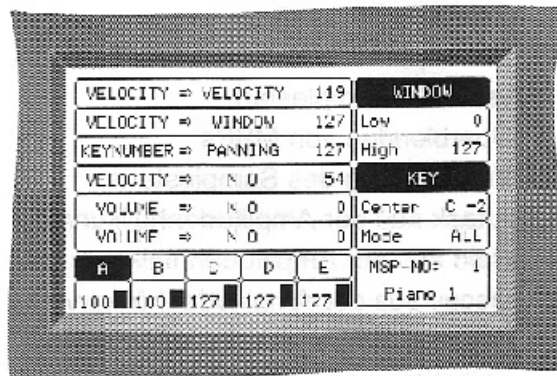 VELOCITY ⇒ VELOCITY 119
VELOCITY ⇒ WINDOW 127
KEYNUMBER ⇒ PANNING 127
VELOCITY ⇒ N O 54
VOLUME ⇒ N O 0
VOLUME ⇒ N O 0
WINDOW
Low 0
High 127
KEY
Center C -2
Mode ALL
A B C D E
100 100 127 127 127
MSP-NO: 1
Piano 1